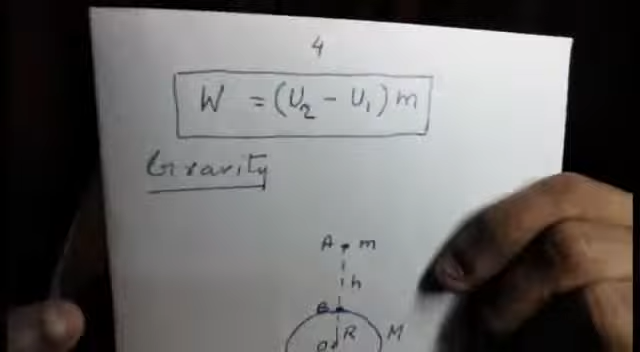 4
W = (U₂ - U₁) m
Gravity
A m
h
B
R M
O